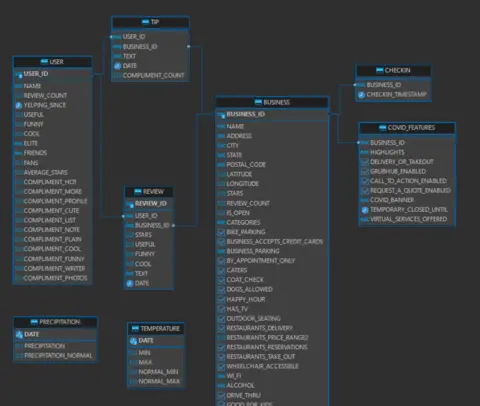 TIP
USER_ID
BUSINESS_ID
TEXT
DATE
COMPLIMENT_COUNT
USER
USER_ID
NAME
REVIEW_COUNT
YELPING_SINCE
USEFUL
FUNNY
COOL
ELITE
FRIENDS
FANS
AVERAGE_STARS
COMPLIMENT_HOT
COMPLIMENT_MORE
COMPLIMENT_PROFILE
COMPLIMENT_CUTE
COMPLIMENT_LIST
COMPLIMENT_NOTE
COMPLIMENT_PLAIN
COMPLIMENT_COOL
COMPLIMENT_FUNNY
COMPLIMENT_WRITER
COMPLIMENT_PHOTOS
REVIEW
REVIEW_ID
USER_ID
BUSINESS_ID
STARS
USEFUL
FUNNY
COOL
TEXT
DATE
BUSINESS
BUSINESS_ID
NAME
ADDRESS
CITY
STATE
POSTAL_CODE
LATITUDE
LONGITUDE
STARS
REVIEW_COUNT
IS_OPEN
CATEGORIES
BIKE_PARKING
BUSINESS_ACCEPTS_CREDIT_CARDS
BUSINESS_PARKING
BY_APPOINTMENT_ONLY
CATERS
COAT_CHECK
DOGS_ALLOWED
HAPPY_HOUR
HAS_TV
OUTDOOR_SEATING
RESTAURANTS_DELIVERY
RESTAURANTS_PRICE_RANGE2
RESTAURANTS_RESERVATIONS
RESTAURANTS_TAKE_OUT
WHEELCHAIR_ACCESSIBLE
WI_FI
ALCOHOL
DRIVE_THRU
GOOD_FOR_KIDS
CHECKIN
BUSINESS_ID
CHECKIN_TIMESTAMP
COVID_FEATURES
BUSINESS_ID
HIGHLIGHTS
DELIVERY_OR_TAKEOUT
GRUBHUB_ENABLED
CALL_TO_ACTION_ENABLED
REQUEST_A_QUOTE_ENABLED
COVID_BANNER
TEMPORARY_CLOSED_UNTIL
VIRTUAL_SERVICES_OFFERED
PRECIPITATION
DATE
PRECIPITATION
PRECIPITATION_NORMAL
TEMPERATURE
DATE
MIN
MAX
NORMAL_MIN
NORMAL_MAX